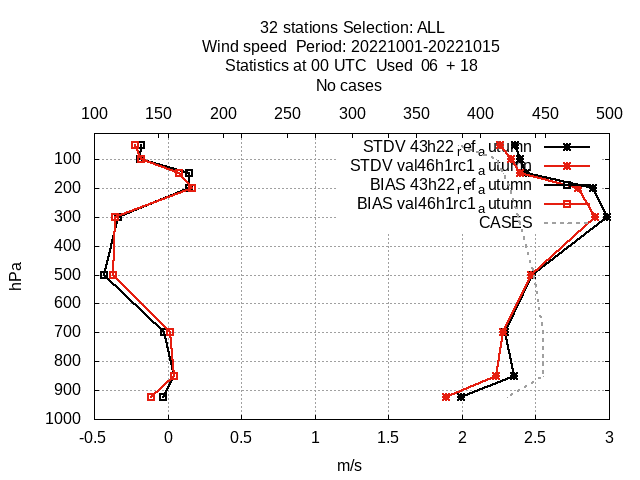 32 stations Selection: ALL
Wind speed  Period: 20221001-20221015
Statistics at 00 UTC  Used  06  + 18
No cases
100 150 200 250 300 350 400 450 500
STDV 43h22_ref_autumn
STDV val46h1rc1_autumn
BIAS 43h22_ref_autumn
BIAS val46h1rc1_autumn
CASES
100
200
300
400
500
600
700
800
900
1000
hPa
-0.5 0 0.5 1 1.5 2 2.5 3
m/s